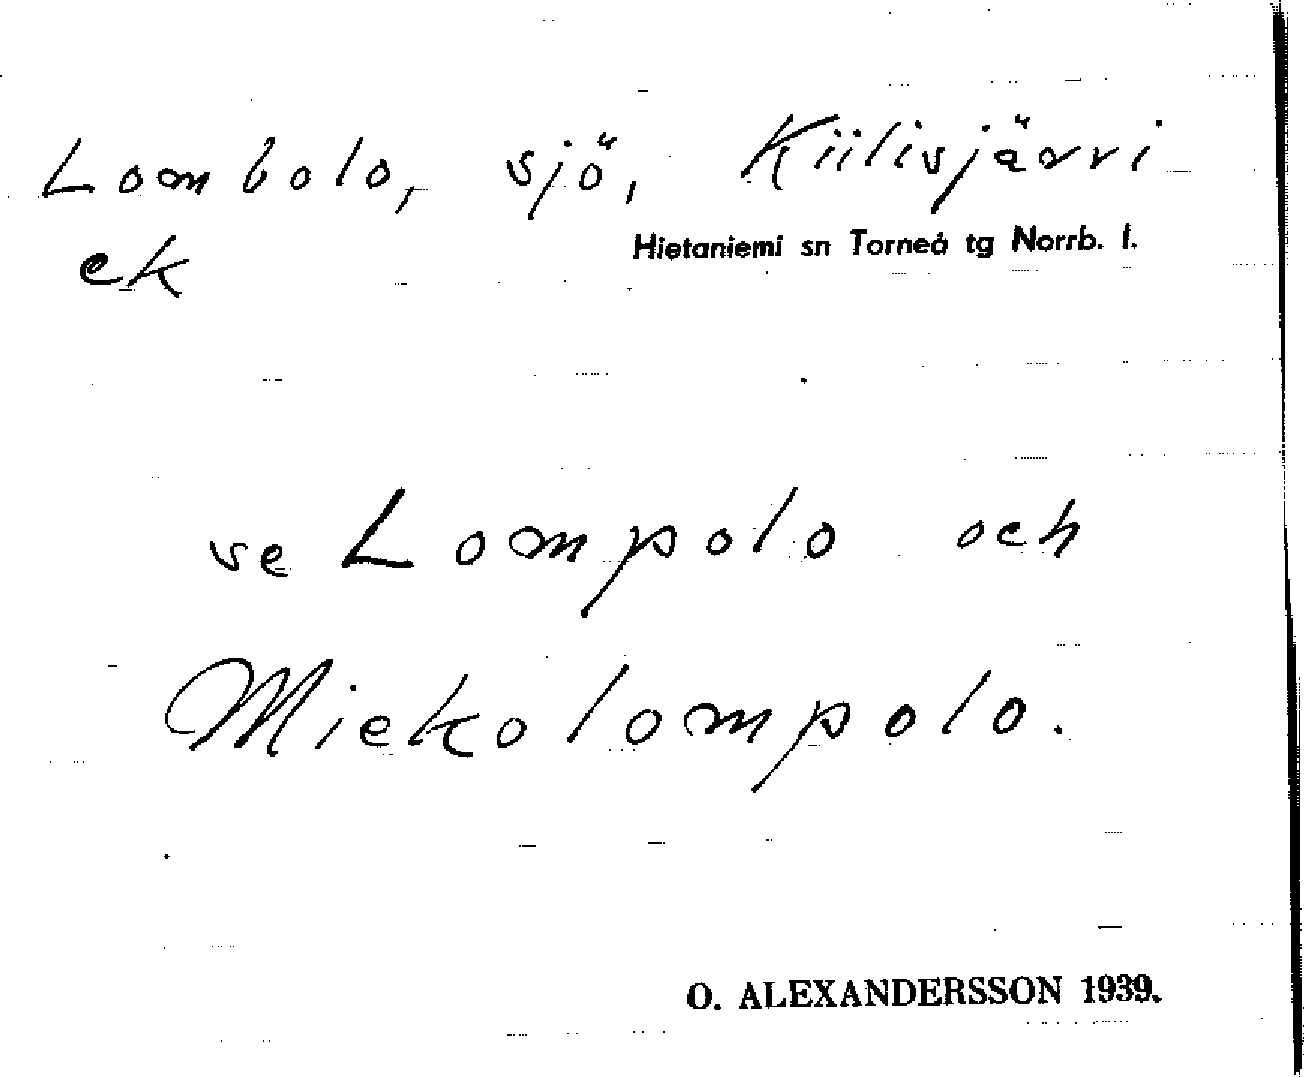 Lombolo, sjö, Kiilisjärvi
ek
Hietaniemi sn Torneå tg Norrb. l.
se Lompolo och
Miekolompolo.
O. ALEXANDERSSON 1939.